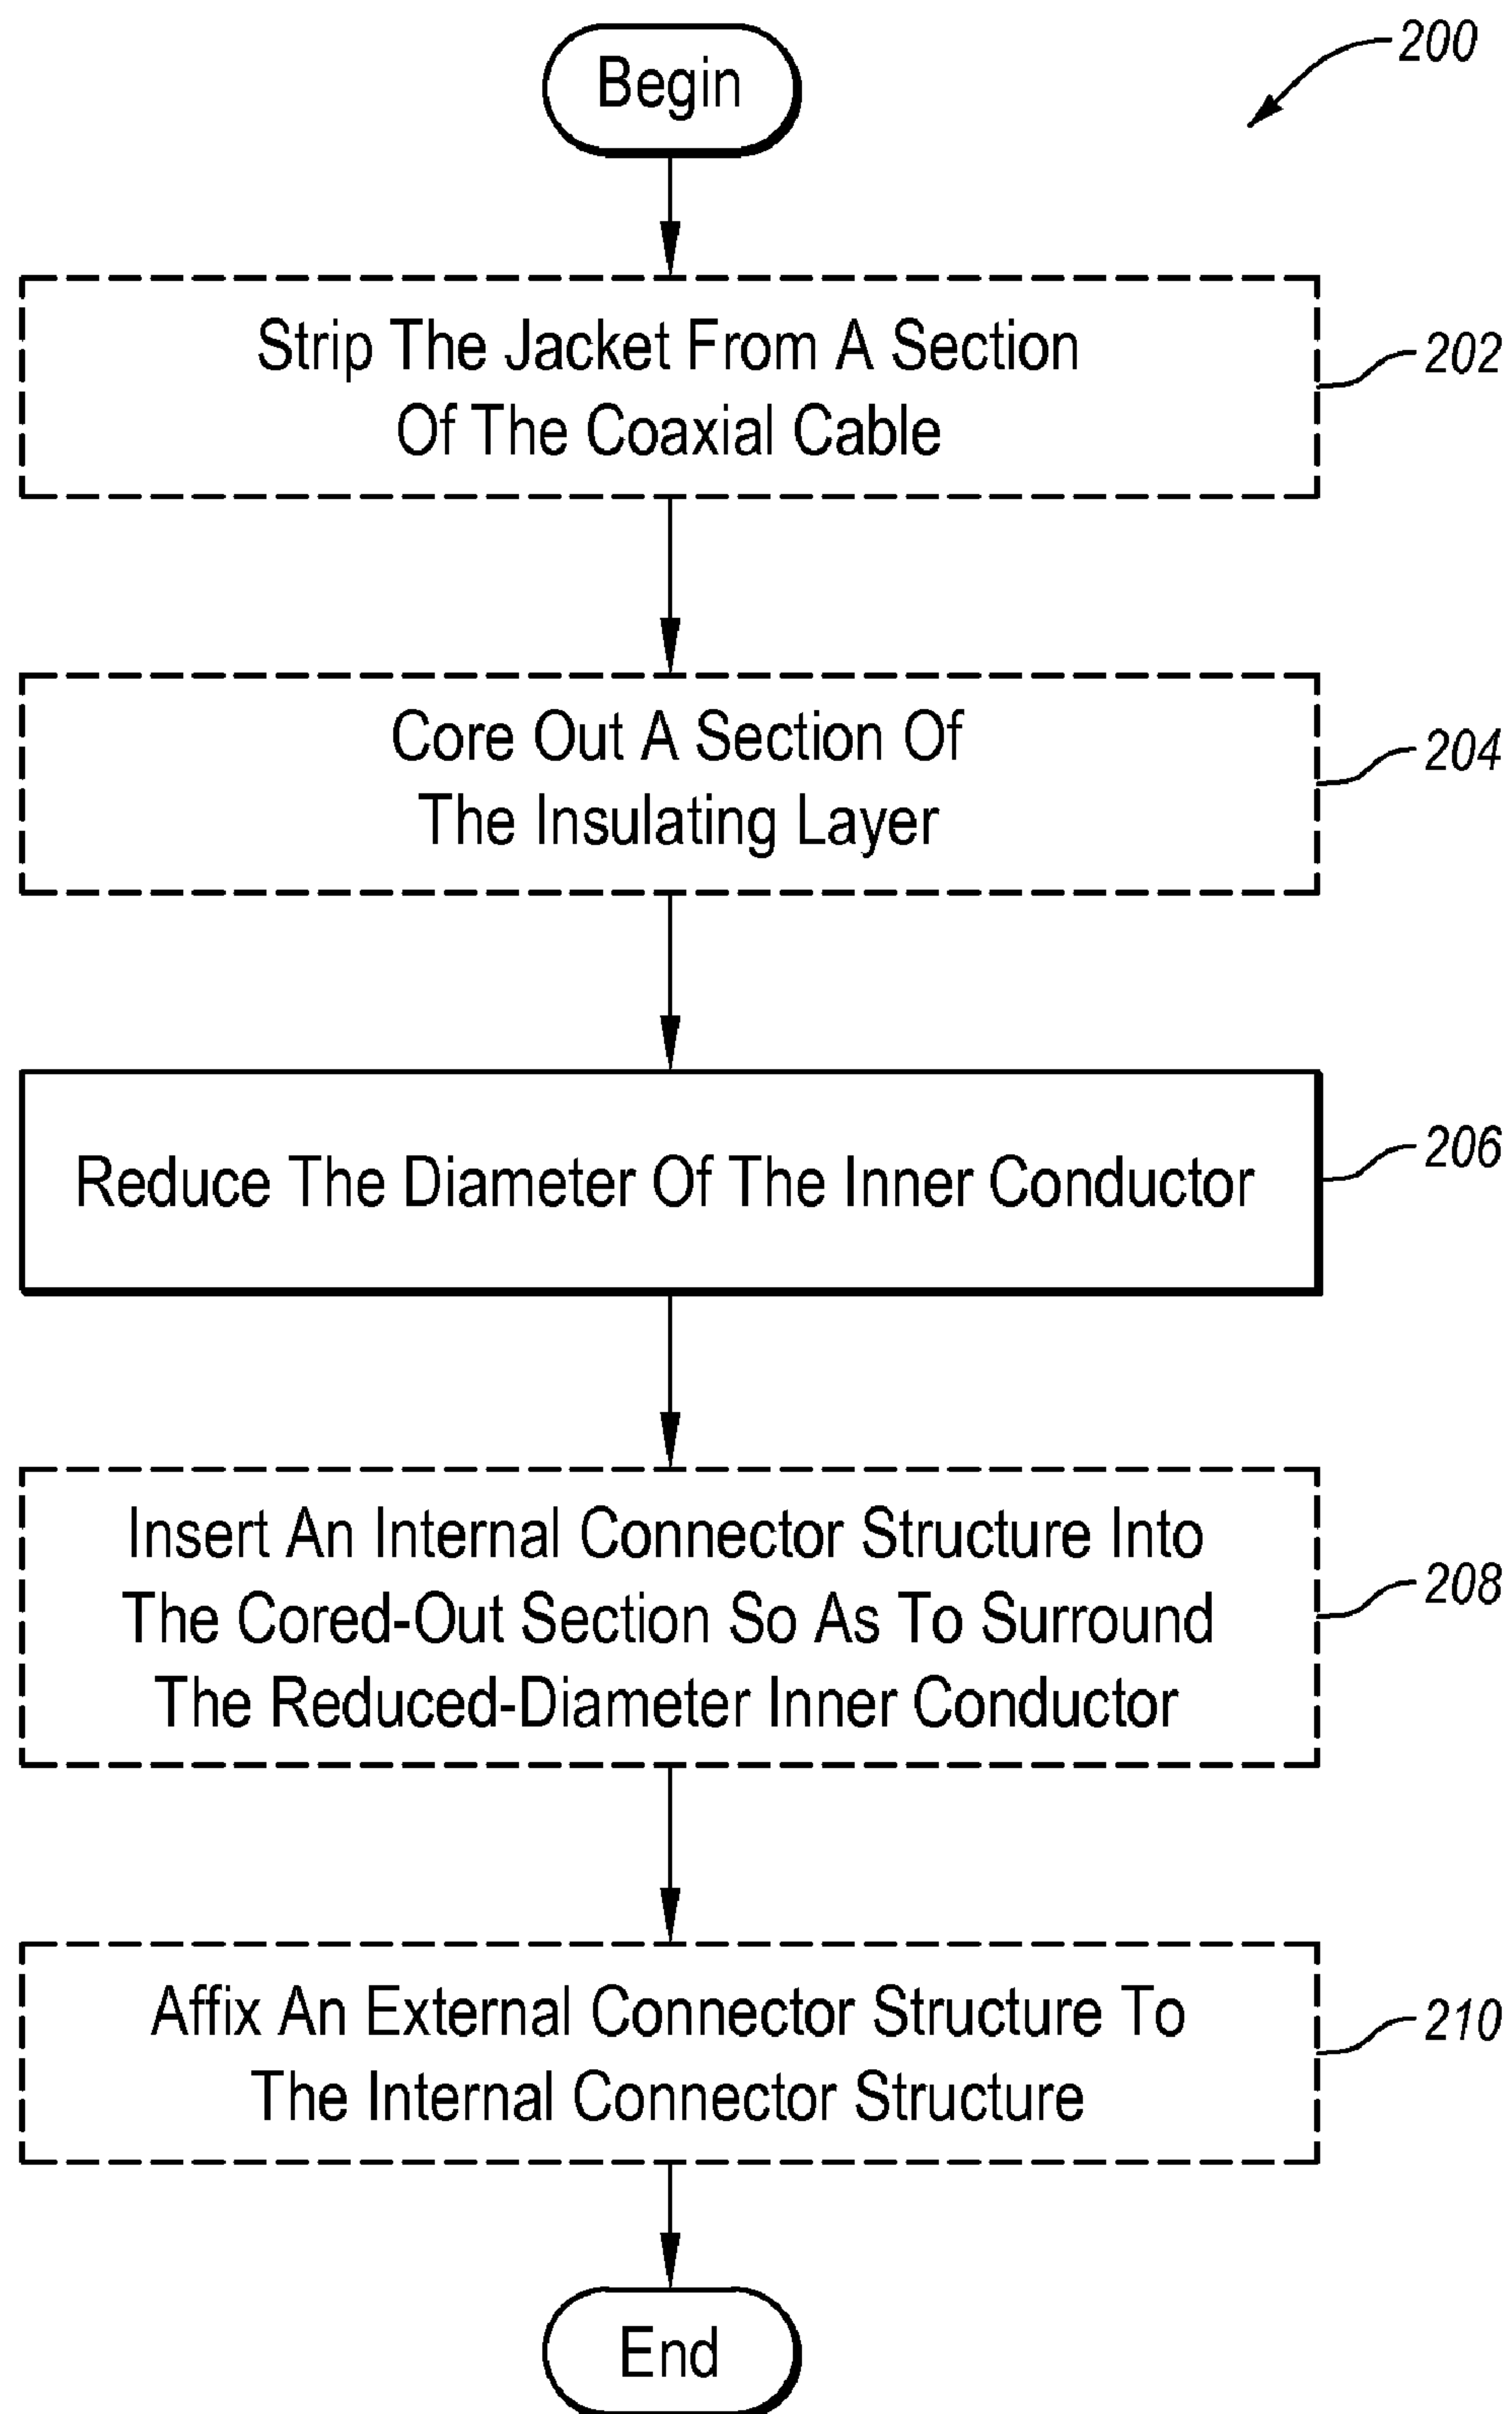 Begin
200
Strip The Jacket From A Section
Of The Coaxial Cable
202
Core Out A Section Of
The Insulating Layer
204
Reduce The Diameter Of The Inner Conductor
206
Insert An Internal Connector Structure Into
The Cored-Out Section So As To Surround
The Reduced-Diameter Inner Conductor
208
Affix An External Connector Structure To
The Internal Connector Structure
210
End